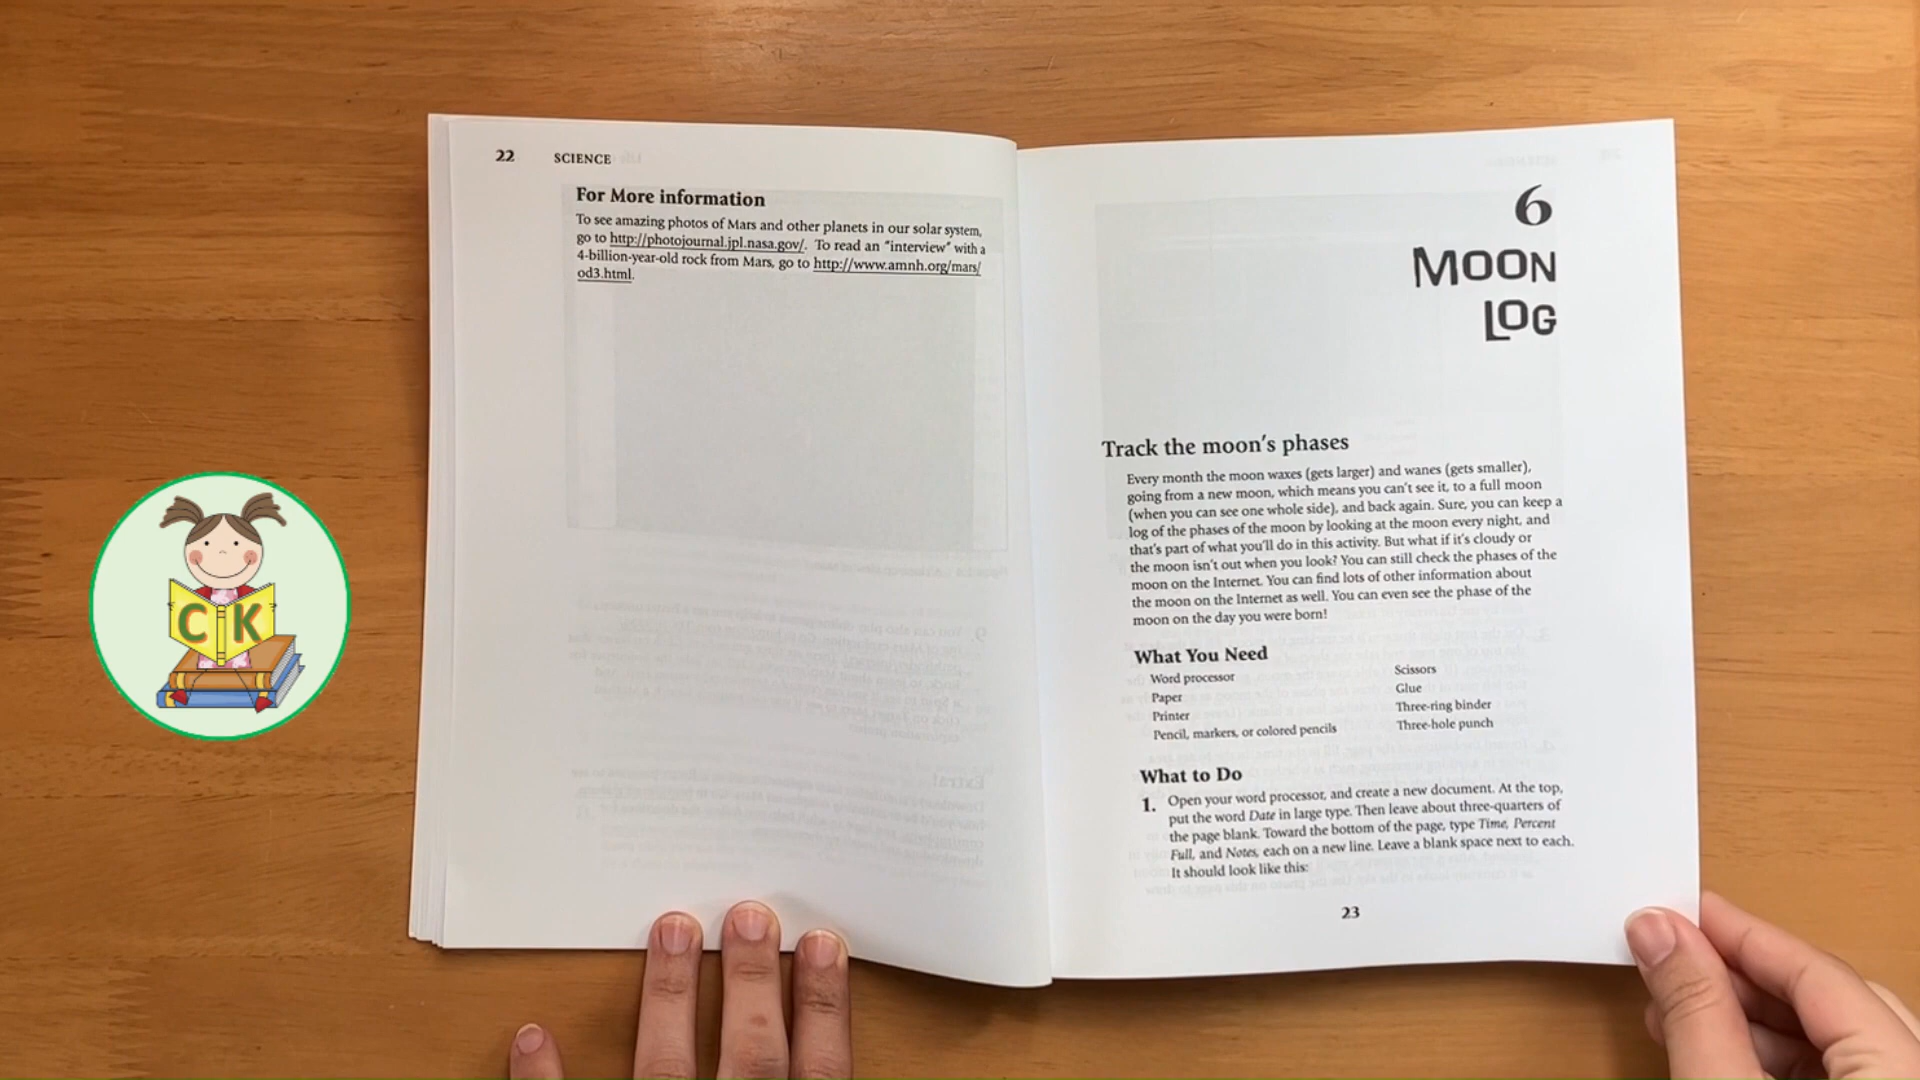 22 SCIENCE
For More information
To see amazing photos of Mars and other planets in our solar system,
go to http://photojournal.jpl.nasa.gov/. To read an "interview" with a
4-billion-year-old rock from Mars, go to http://www.amnh.org/mars/
od3.html.
6
MOON
LOG
Track the moon's phases
Every month the moon waxes (gets larger) and wanes (gets smaller),
going from a new moon, which means you can't see it, to a full moon
(when you can see one whole side), and back again. Sure, you can keep a
log of the phases of the moon by looking at the moon every night, and
that's part of what you'll do in this activity. But what if it's cloudy or
the moon isn't out when you look? You can still check the phases of the
moon on the Internet. You can find lots of other information about
the moon on the Internet as well. You can even see the phase of the
moon on the day you were born!
What You Need
Word processor
Paper
Printer
Pencil, markers, or colored pencils
Scissors
Glue
Three-ring binder
Three-hole punch
What to Do
1. Open your word processor, and create a new document. At the top,
put the word Date in large type. Then leave about three-quarters of
the page blank. Toward the bottom of the page, type Time, Percent
Full, and Notes, each on a new line. Leave a blank space next to each.
It should look like this:
23
C K